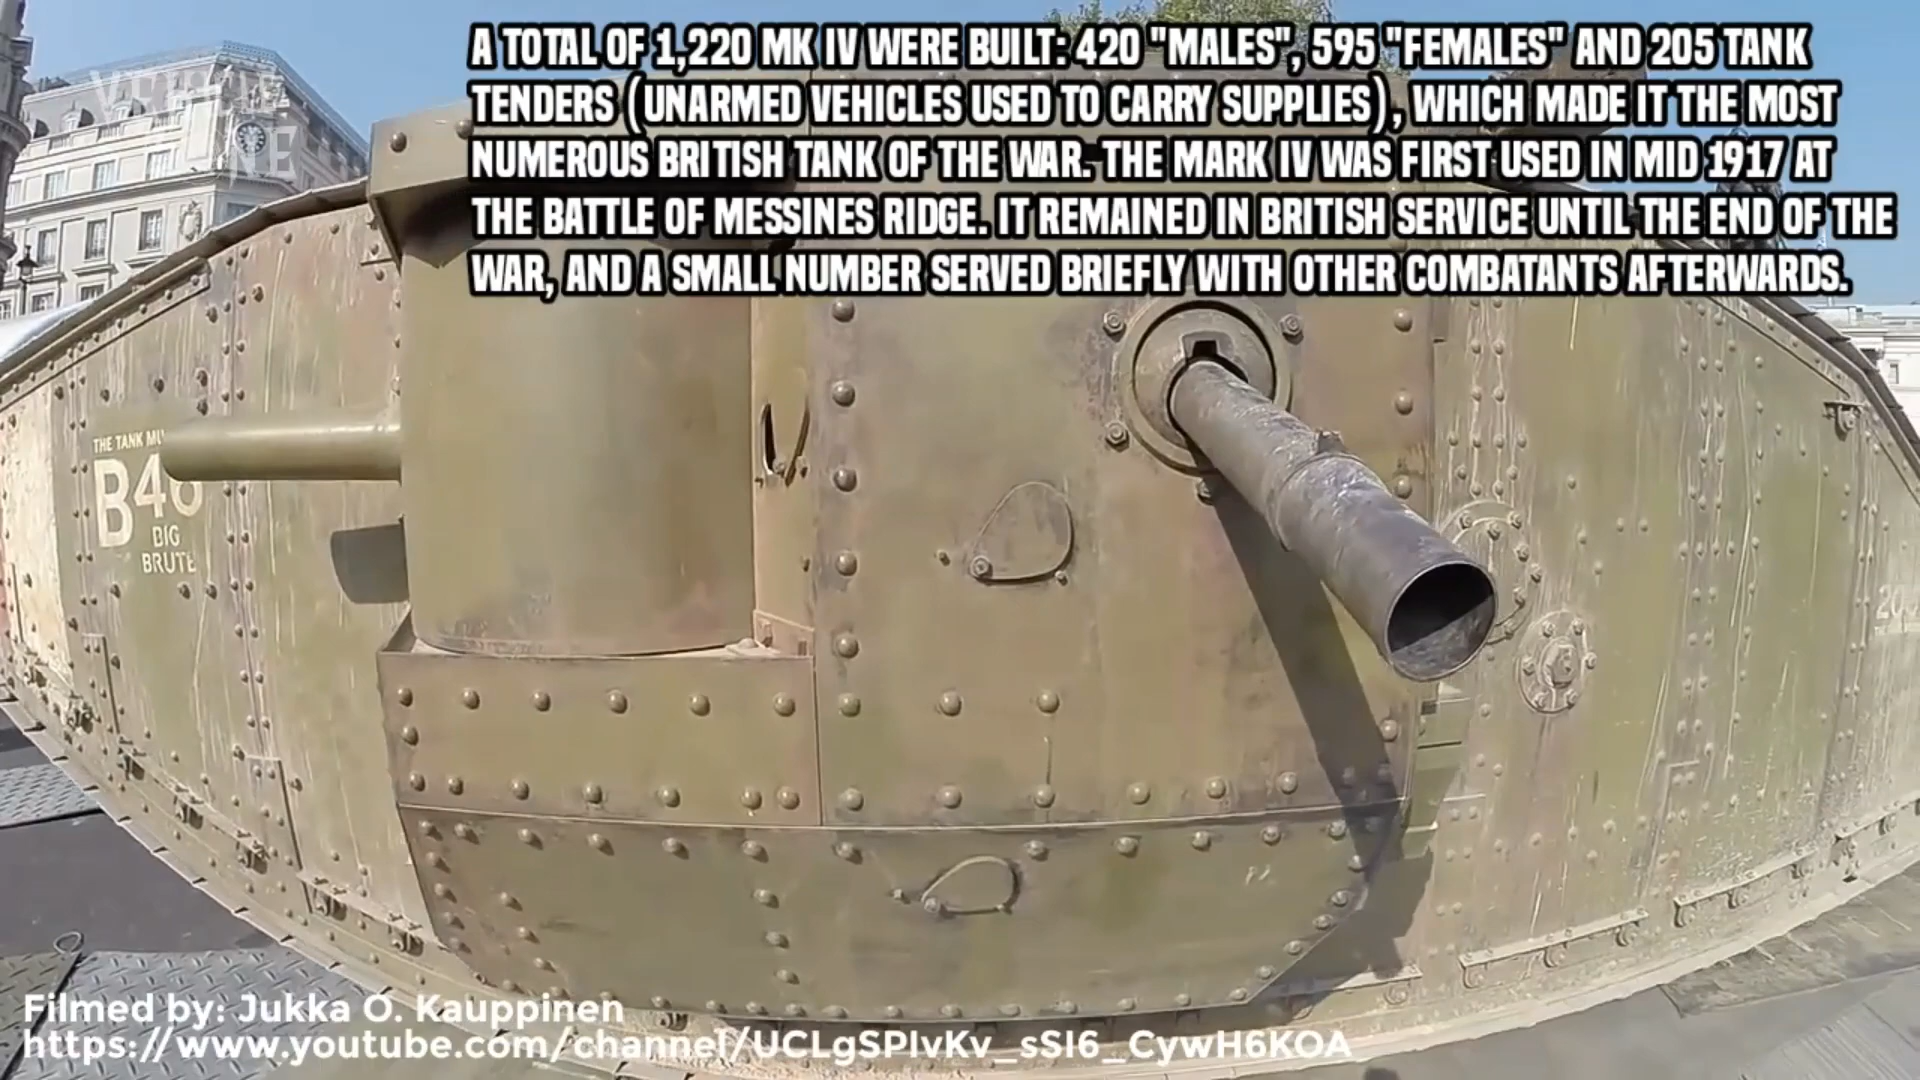 A TOTAL OF 1,220 MK IV WERE BUILT: 420 "MALES", 595 "FEMALES" AND 205 TANK
TENDERS (UNARMED VEHICLES USED TO CARRY SUPPLIES), WHICH MADE IT THE MOST
NUMEROUS BRITISH TANK OF THE WAR. THE MARK IV WAS FIRST USED IN MID 1917 AT
THE BATTLE OF MESSINES RIDGE. IT REMAINED IN BRITISH SERVICE UNTIL THE END OF THE
WAR, AND A SMALL NUMBER SERVED BRIEFLY WITH OTHER COMBATANTS AFTERWARDS.
THE TANK
BIG
BRUTE
Filmed by: Jukka O. Kauppinen
https://www.youtube.com/channel/UCLgSPIvKv_sSI6_CywH6KOA